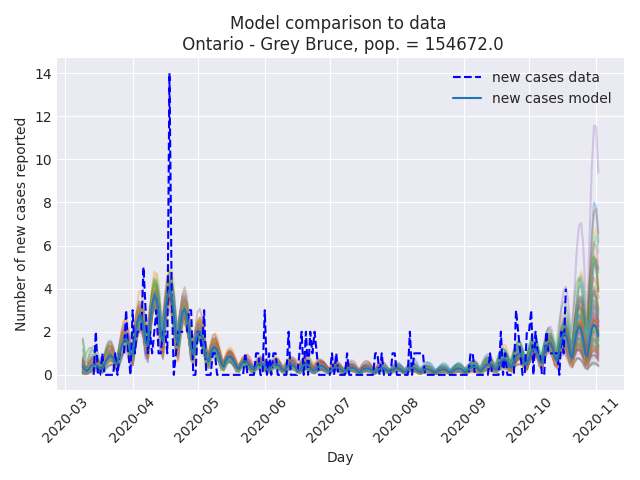 Model comparison to data
Ontario - Grey Bruce, pop. = 154672.0
new cases data
new cases model
Number of new cases reported
14
12
10
8
6
4
2
0
2020-03
2020-04
2020-05
2020-06
2020-07
2020-08
2020-09
2020-10
2020-11
Day